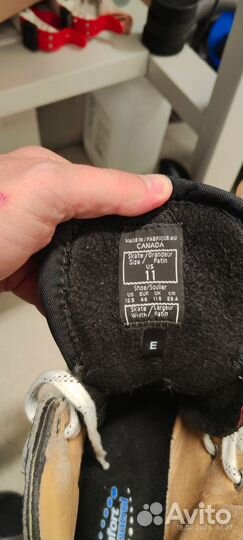 MADE IN / FABRIQUE AU
CANADA
Skate / Grandeur
Size / Patin
US
11
Shoe/Soulier
US EUR UK cm
12.5 46 11.5 29.4
Skate / Largeur
Width / Patin
E
Avito